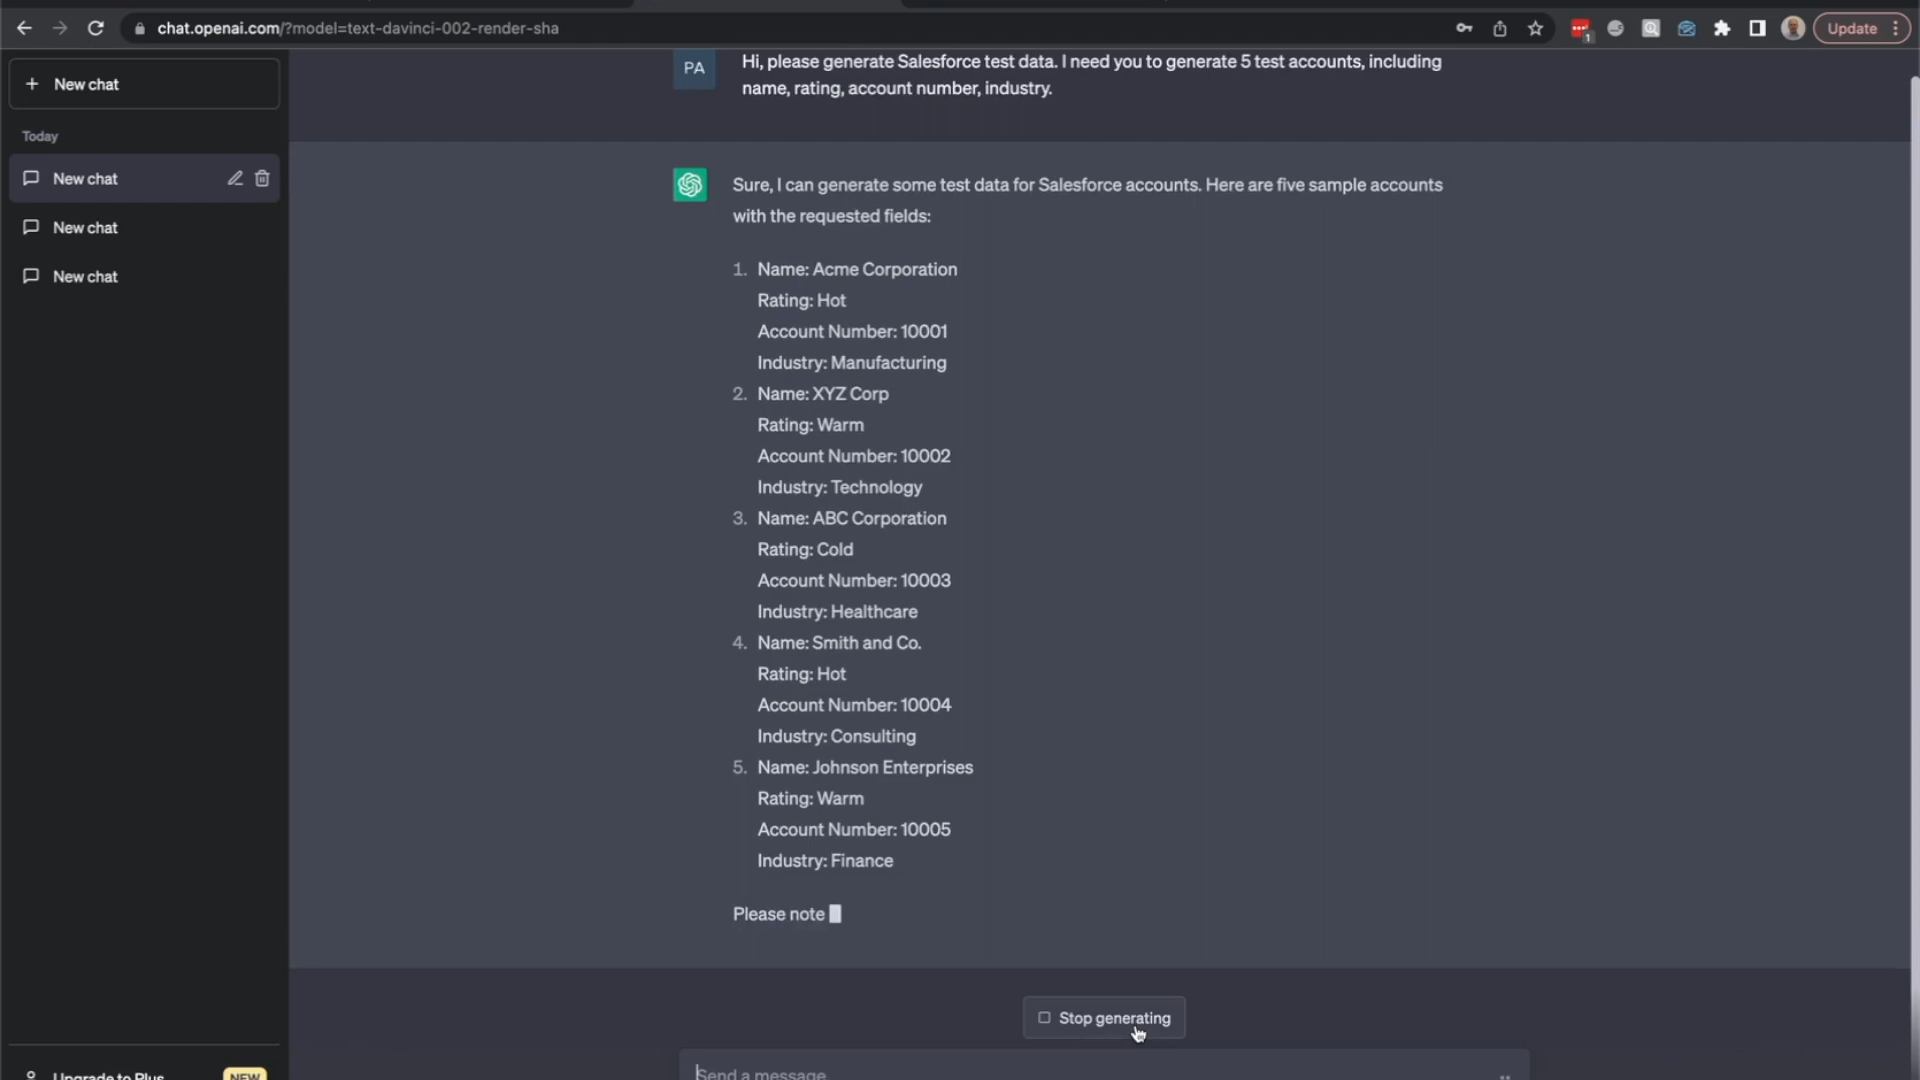 chat.openai.com/?model=text-davinci-002-render-sha
1
Update
New chat
Today
New chat
New chat
New chat
Upgrade to Plus
NEW
PA
Hi, please generate Salesforce test data. I need you to generate 5 test accounts, including
name, rating, account number, industry.
Sure, I can generate some test data for Salesforce accounts. Here are five sample accounts
with the requested fields:
1. Name: Acme Corporation
Rating: Hot
Account Number: 10001
Industry: Manufacturing
2. Name: XYZ Corp
Rating: Warm
Account Number: 10002
Industry: Technology
3. Name: ABC Corporation
Rating: Cold
Account Number: 10003
Industry: Healthcare
4. Name: Smith and Co.
Rating: Hot
Account Number: 10004
Industry: Consulting
5. Name: Johnson Enterprises
Rating: Warm
Account Number: 10005
Industry: Finance
Please note
Stop generating
Send a message